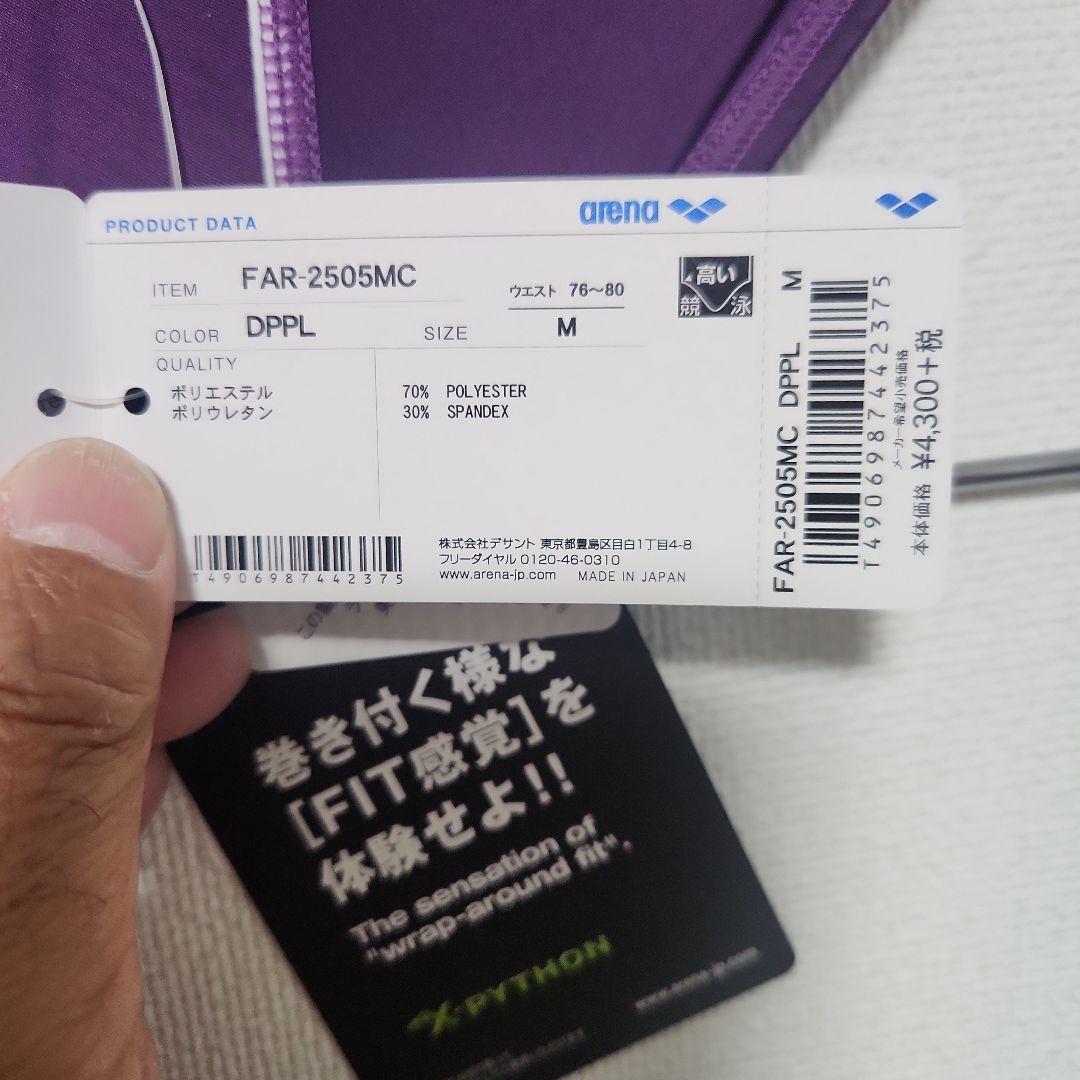 PRODUCT DATA
arena
ITEM FAR-2505MC
ウエスト 76～80
高い
競 泳
COLOR DPPL
SIZE M
QUALITY
ポリエステル 70% POLYESTER
ポリウレタン 30% SPANDEX
T4906987442375
株式会社デサント 東京都豊島区目白1丁目4-8
フリーダイヤル 0120-46-0310
www.arena-jp.com MADE IN JAPAN
FAR-2505MC DPPL M
T4906987442375
メーカー希望小売価格
本体価格 ¥4,300+税
この
巻き付く様な
[FIT感覚]を
体験せよ!!
The sensation of
"wrap-around fit".
X-PYTHON
www.arena-jp.com